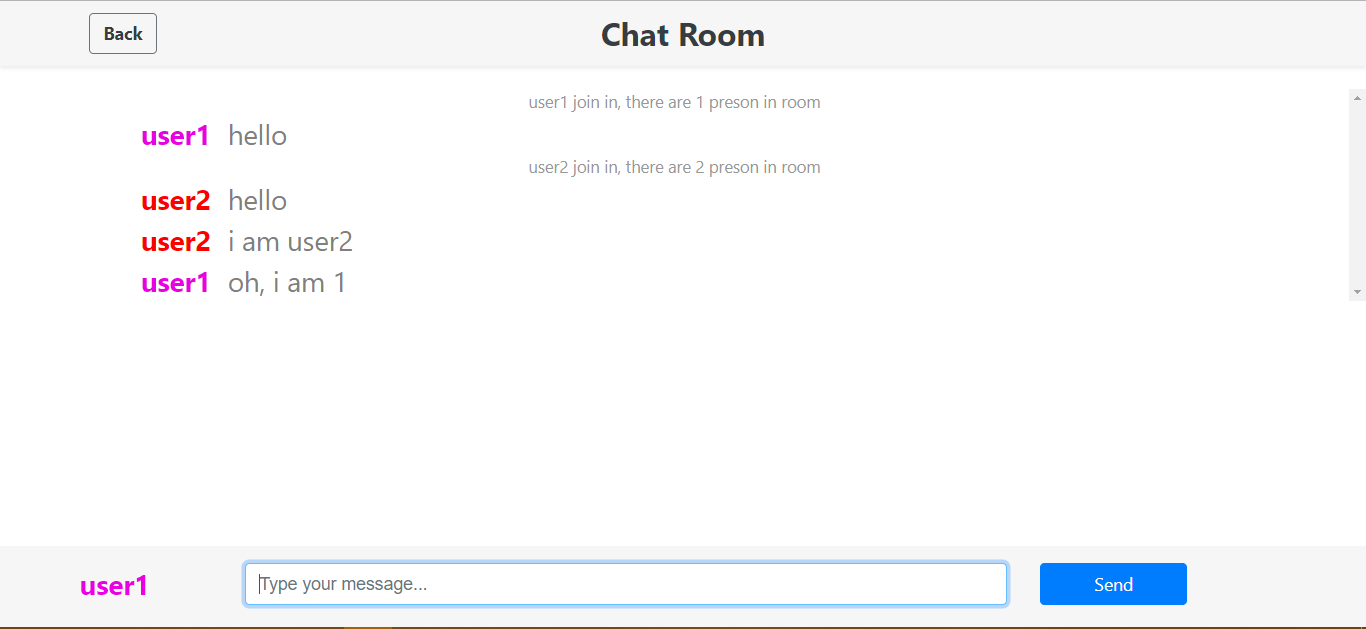 Back
Chat Room
user1 join in, there are 1 preson in room
user1 hello
user2 join in, there are 2 preson in room
user2 hello
user2 i am user2
user1 oh, i am 1
user1
Type your message...
Send